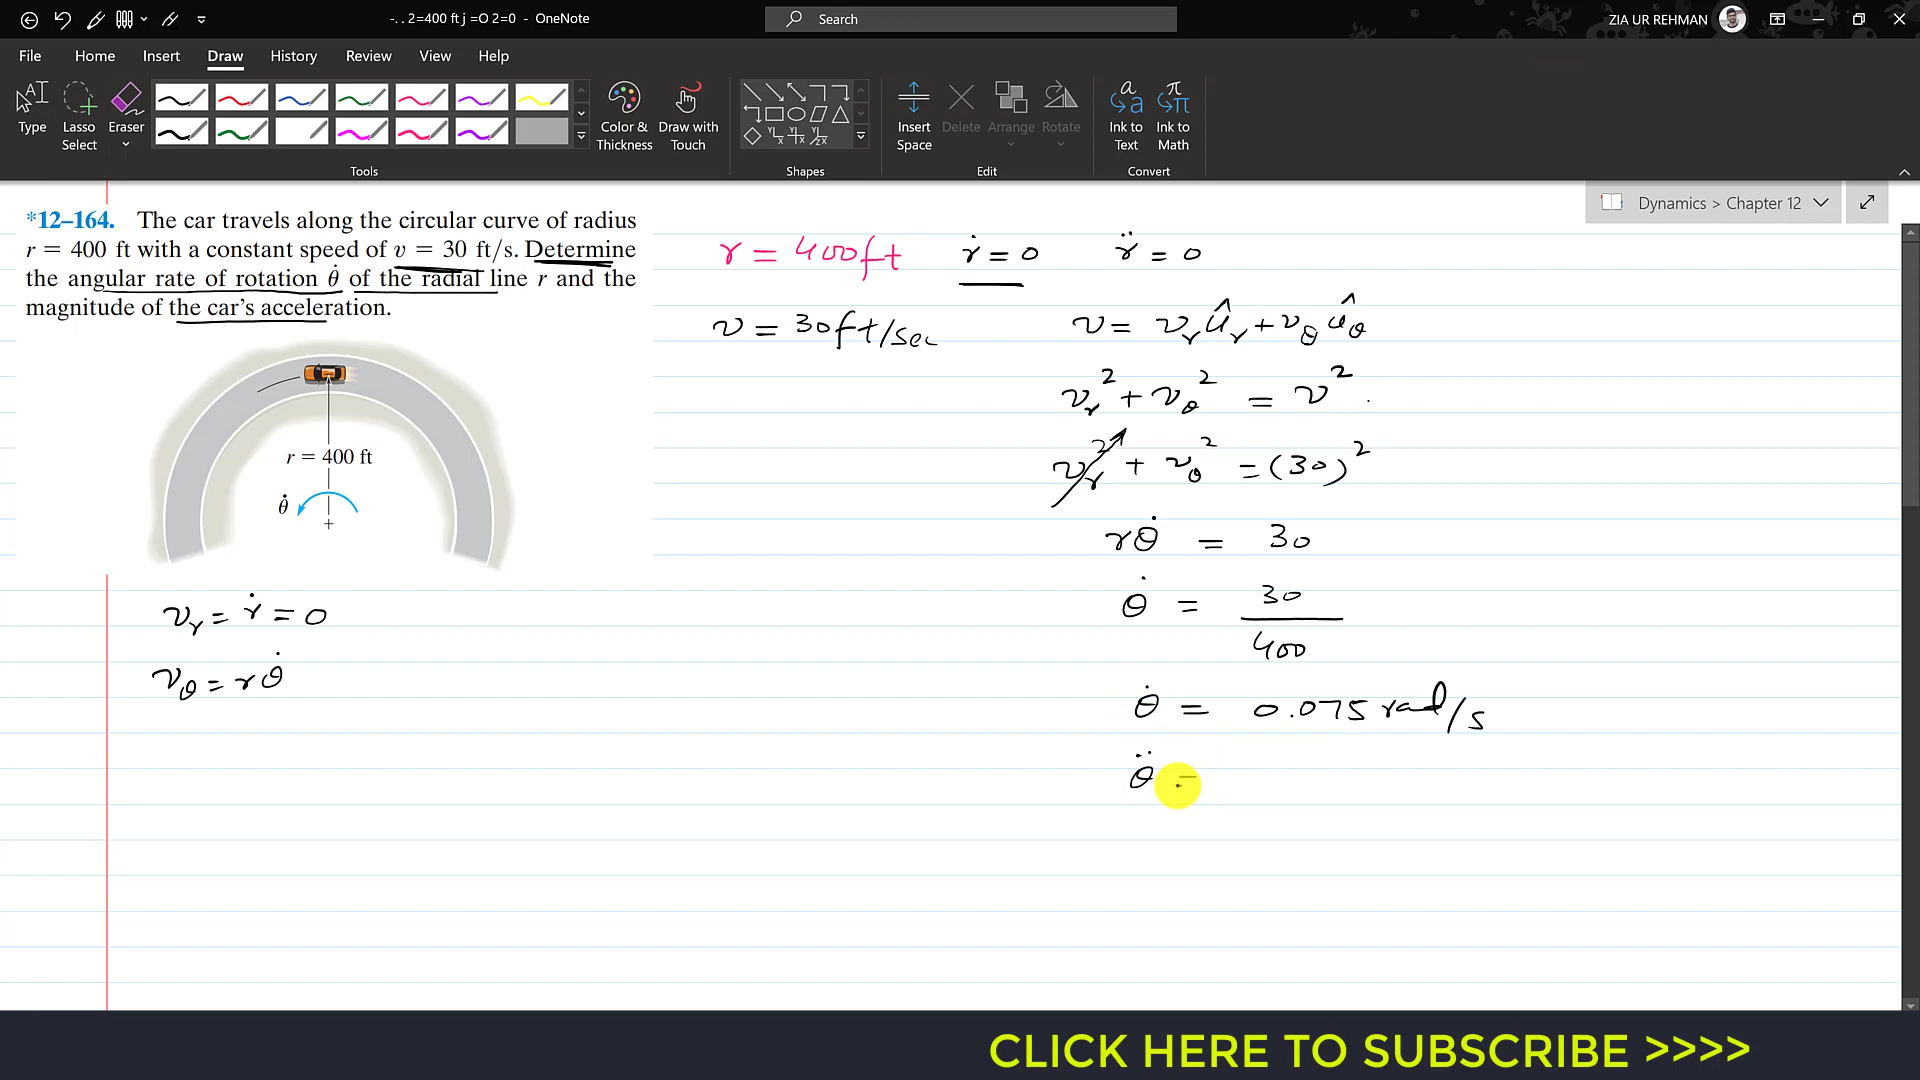 -. . 2=400 ft j =O 2=0 - OneNote
Search
ZIA UR REHMAN
File Home Insert Draw History Review View Help
Type
Lasso Select
Eraser
Color & Thickness
Draw with Touch
Insert Space
Delete
Arrange
Rotate
Ink to Text
Ink to Math
Tools
Shapes
Edit
Convert
Dynamics > Chapter 12
*12–164. The car travels along the circular curve of radius
r = 400 ft with a constant speed of v = 30 ft/s. Determine
the angular rate of rotation θ̇ of the radial line r and the
magnitude of the car's acceleration.
r = 400 ft
θ̇
v_r = ṙ = 0
v_θ = rθ̇
r = 400ft ṙ = 0 r̈ = 0
v = 30ft/sec v = v_r û_r + v_θ û_θ
v_r² + v_θ² = v²
v_r² + v_θ² = (30)²
rθ̇ = 30
θ̇ = 30/400
θ̇ = 0.075 rad/s
θ̈ =
CLICK HERE TO SUBSCRIBE >>>>